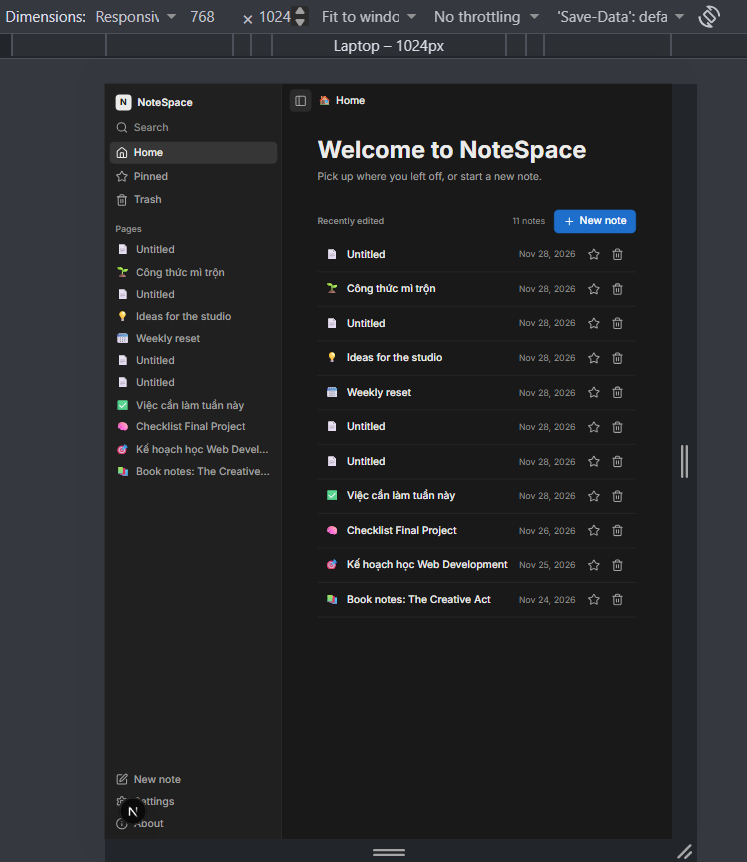 Dimensions: Responsiv 768 × 1024 Fit to windo No throttling 'Save-Data': defa
Laptop – 1024px
N NoteSpace
Search
Home
Pinned
Trash
Pages
Untitled
Công thức mì trộn
Untitled
Ideas for the studio
Weekly reset
Untitled
Untitled
Việc cần làm tuần này
Checklist Final Project
Kế hoạch học Web Devel...
Book notes: The Creative...
New note
ettings
N
About
Home
Welcome to NoteSpace
Pick up where you left off, or start a new note.
Recently edited 11 notes + New note
Untitled Nov 28, 2026
Công thức mì trộn Nov 28, 2026
Untitled Nov 28, 2026
Ideas for the studio Nov 28, 2026
Weekly reset Nov 28, 2026
Untitled Nov 28, 2026
Untitled Nov 28, 2026
Việc cần làm tuần này Nov 28, 2026
Checklist Final Project Nov 26, 2026
Kế hoạch học Web Development Nov 25, 2026
Book notes: The Creative Act Nov 24, 2026